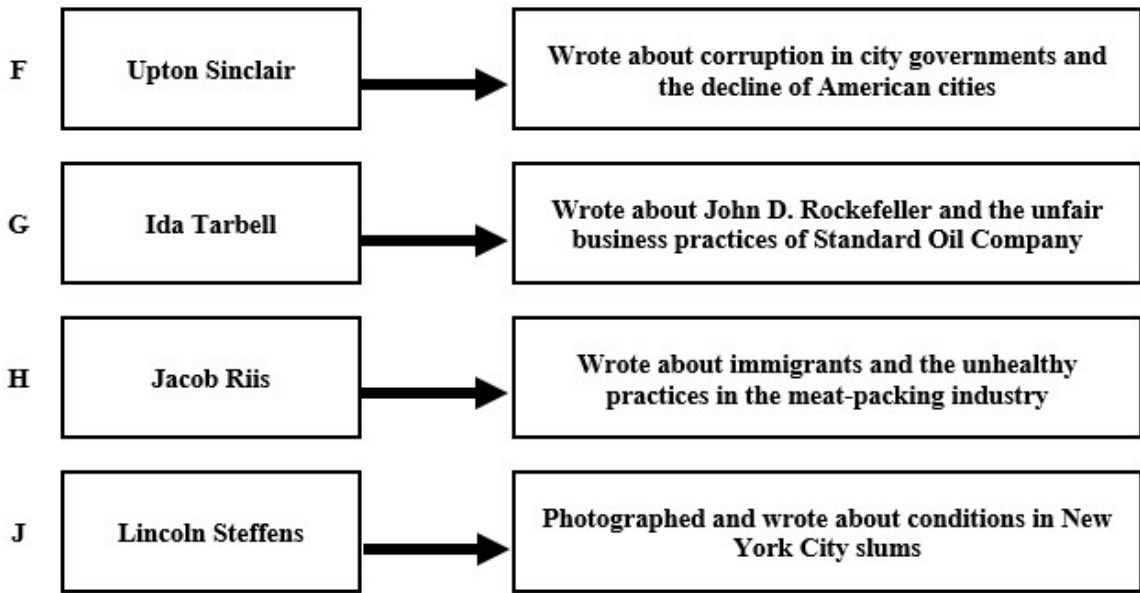 F
Upton Sinclair
Wrote about corruption in city governments and
the decline of American cities
G
Ida Tarbell
Wrote about John D. Rockefeller and the unfair
business practices of Standard Oil Company
H
Jacob Riis
Wrote about immigrants and the unhealthy
practices in the meat-packing industry
J
Lincoln Steffens
Photographed and wrote about conditions in New
York City slums